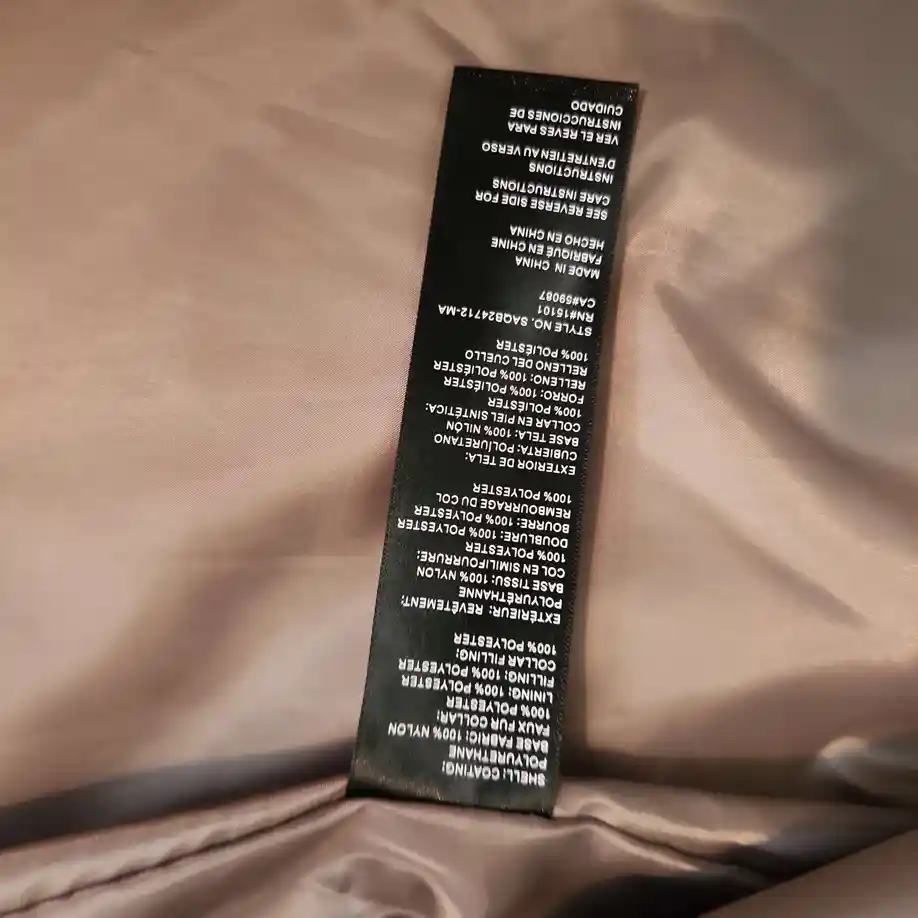 SHELL: COATING:
POLYURETHANE
BASE FABRIC: 100% NYLON
FAUX FUR COLLAR:
100% POLYESTER
LINING: 100% POLYESTER
FILLING: 100% POLYESTER
COLLAR FILLING:
100% POLYESTER
EXTÉRIEUR: REVÊTEMENT:
POLYURÉTHANNE
BASE TISSU: 100% NYLON
COL EN SIMILIFOURRURE:
100% POLYESTER
DOUBLURE: 100% POLYESTER
BOURRE: 100% POLYESTER
REMBOURRAGE DU COL
100% POLYESTER
EXTERIOR DE TELA:
CUBIERTA: POLIURETANO
BASE TELA: 100% NILÓN
COLLAR EN PIEL SINTÉTICA:
100% POLIÉSTER
FORRO: 100% POLIÉSTER
RELLENO: 100% POLIÉSTER
RELLENO DEL CUELLO
100% POLIÉSTER
STYLE NO. SAQB24712-MA
RN#15101
CA#59087
MADE IN CHINA
FABRIQUÉ EN CHINE
HECHO EN CHINA
SEE REVERSE SIDE FOR
CARE INSTRUCTIONS
INSTRUCTIONS
D'ENTRETIEN AU VERSO
VER EL REVES PARA
INSTRUCCIONES DE
CUIDADO